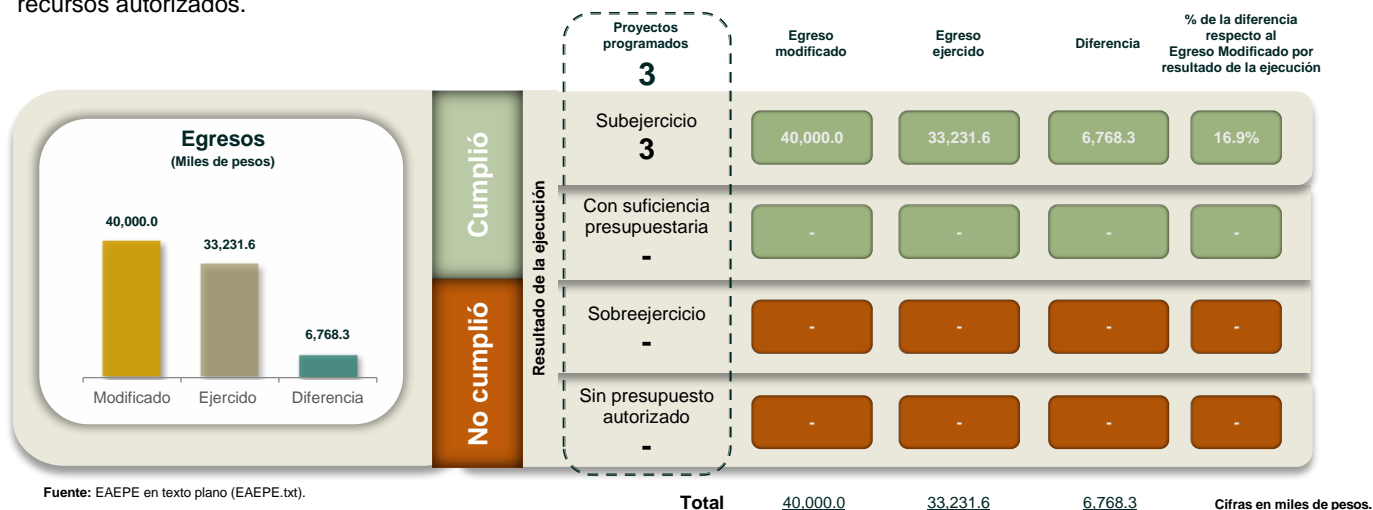 recursos autorizados.
Proyectos
programados
3
Egreso
modificado
Egreso
ejercido
Diferencia
% de la diferencia
respecto al
Egreso Modificado por
resultado de la ejecución
Egresos
(Miles de pesos)
40,000.0
33,231.6
6,768.3
Modificado
Ejercido
Diferencia
Cumplió
No cumplió
Resultado de la ejecución
Subejercicio
3
40,000.0
33,231.6
6,768.3
16.9%
Con suficiencia
presupuestaria
-
-
-
-
-
Sobreejercicio
-
-
-
-
-
Sin presupuesto
autorizado
-
-
-
-
-
Fuente: EAEPE en texto plano (EAEPE.txt).
Total 40,000.0 33,231.6 6,768.3 Cifras en miles de pesos.